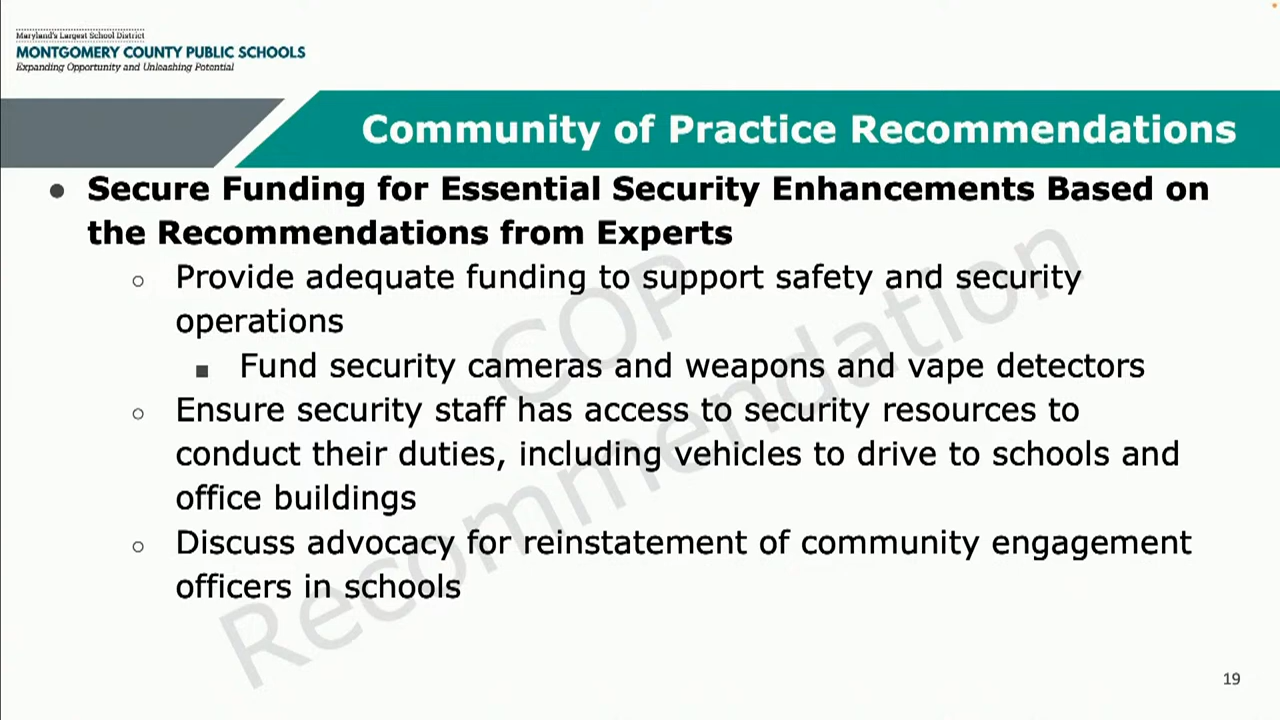 Maryland's Largest School District
MONTGOMERY COUNTY PUBLIC SCHOOLS
Expanding Opportunity and Unleashing Potential
Community of Practice Recommendations
● Secure Funding for Essential Security Enhancements Based on
the Recommendations from Experts
○ Provide adequate funding to support safety and security
operations
■ Fund security cameras and weapons and vape detectors
○ Ensure security staff has access to security resources to
conduct their duties, including vehicles to drive to schools and
office buildings
○ Discuss advocacy for reinstatement of community engagement
officers in schools
COP
Recommendation
19